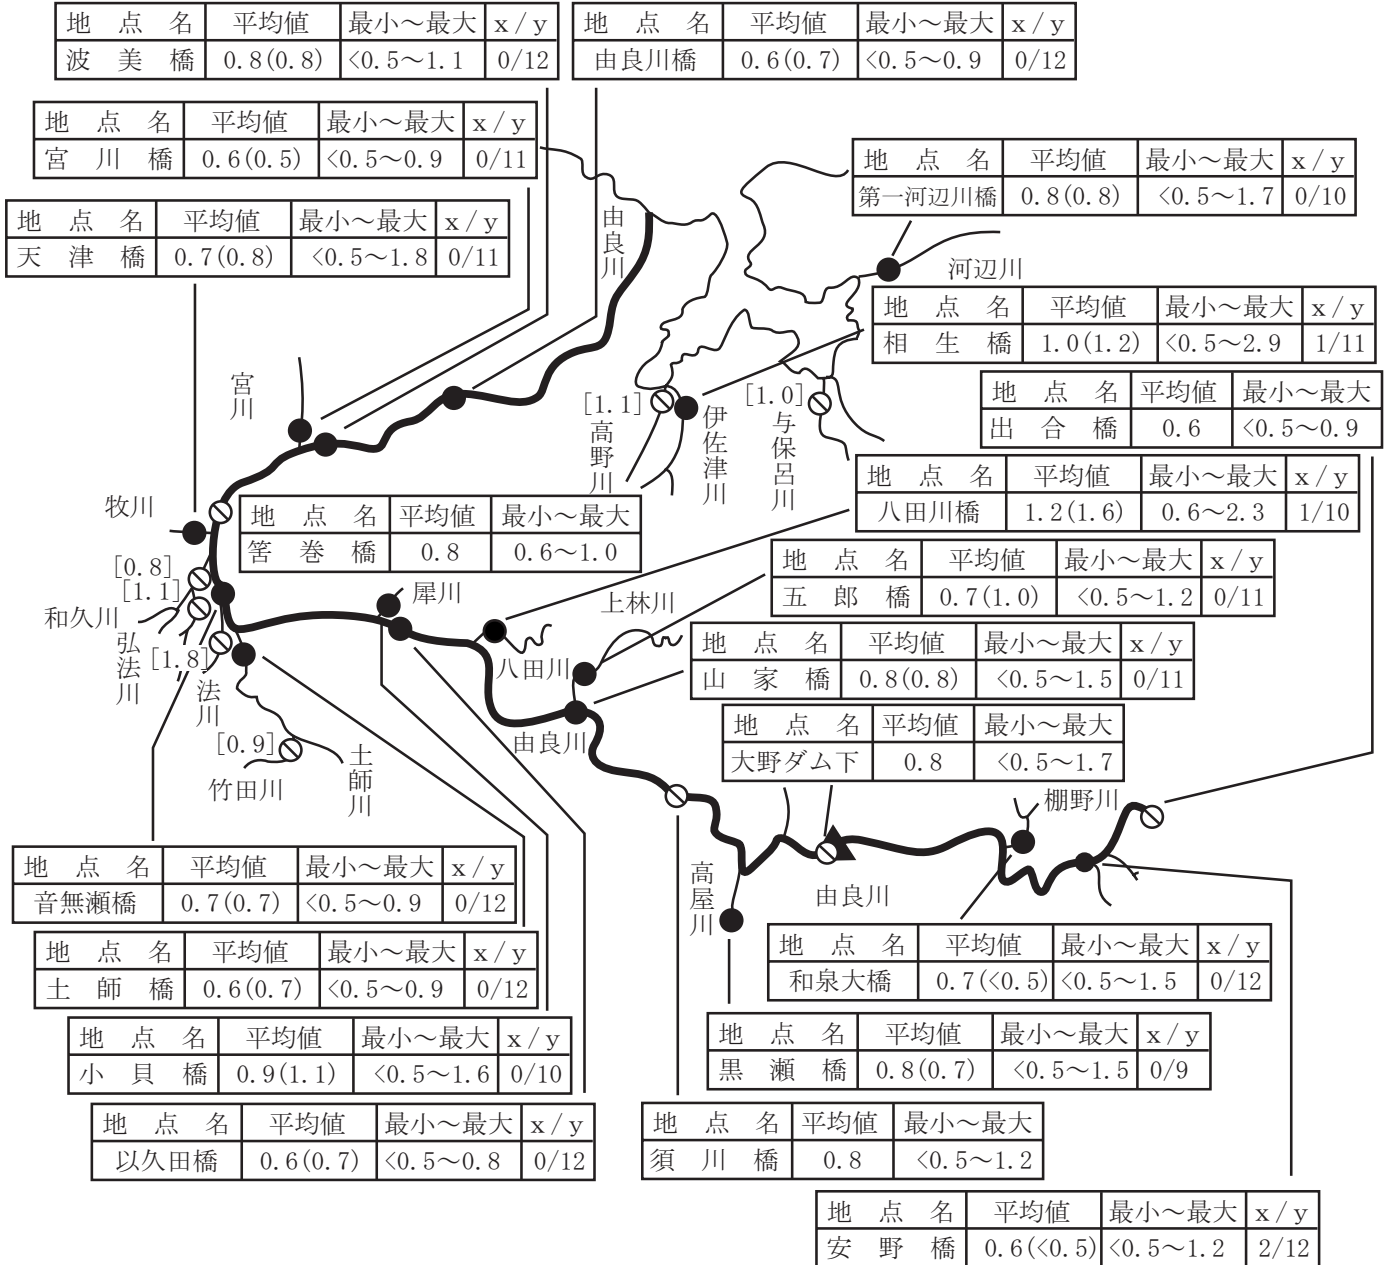 地点名 平均値 最小～最大 x/y
波美橋 0.8(0.8) <0.5～1.1 0/12
地点名 平均値 最小～最大 x/y
由良川橋 0.6(0.7) <0.5～0.9 0/12
地点名 平均値 最小～最大 x/y
宮川橋 0.6(0.5) <0.5～0.9 0/11
地点名 平均値 最小～最大 x/y
第一河辺川橋 0.8(0.8) <0.5～1.7 0/10
地点名 平均値 最小～最大 x/y
天津橋 0.7(0.8) <0.5～1.8 0/11
由良川
河辺川
地点名 平均値 最小～最大 x/y
相生橋 1.0(1.2) <0.5～2.9 1/11
宮川
[1.1]
高野川
伊佐津川
[1.0]
与保呂川
地点名 平均値 最小～最大
出合橋 0.6 <0.5～0.9
地点名 平均値 最小～最大 x/y
八田川橋 1.2(1.6) 0.6～2.3 1/10
牧川
地点名 平均値 最小～最大
筈巻橋 0.8 0.6～1.0
地点名 平均値 最小～最大 x/y
五郎橋 0.7(1.0) <0.5～1.2 0/11
[0.8]
[1.1]
和久川
弘法川
[1.8]
法川
犀川
上林川
八田川
地点名 平均値 最小～最大 x/y
山家橋 0.8(0.8) <0.5～1.5 0/11
由良川
[0.9]
竹田川
土師川
地点名 平均値 最小～最大
大野ダム下 0.8 <0.5～1.7
棚野川
地点名 平均値 最小～最大 x/y
音無瀬橋 0.7(0.7) <0.5～0.9 0/12
高屋川
由良川
地点名 平均値 最小～最大 x/y
土師橋 0.6(0.7) <0.5～0.9 0/12
地点名 平均値 最小～最大 x/y
和泉大橋 0.7(<0.5) <0.5～1.5 0/12
地点名 平均値 最小～最大 x/y
小貝橋 0.9(1.1) <0.5～1.6 0/10
地点名 平均値 最小～最大 x/y
黒瀬橋 0.8(0.7) <0.5～1.5 0/9
地点名 平均値 最小～最大 x/y
以久田橋 0.6(0.7) <0.5～0.8 0/12
地点名 平均値 最小～最大
須川橋 0.8 <0.5～1.2
地点名 平均値 最小～最大 x/y
安野橋 0.6(<0.5) <0.5～1.2 2/12